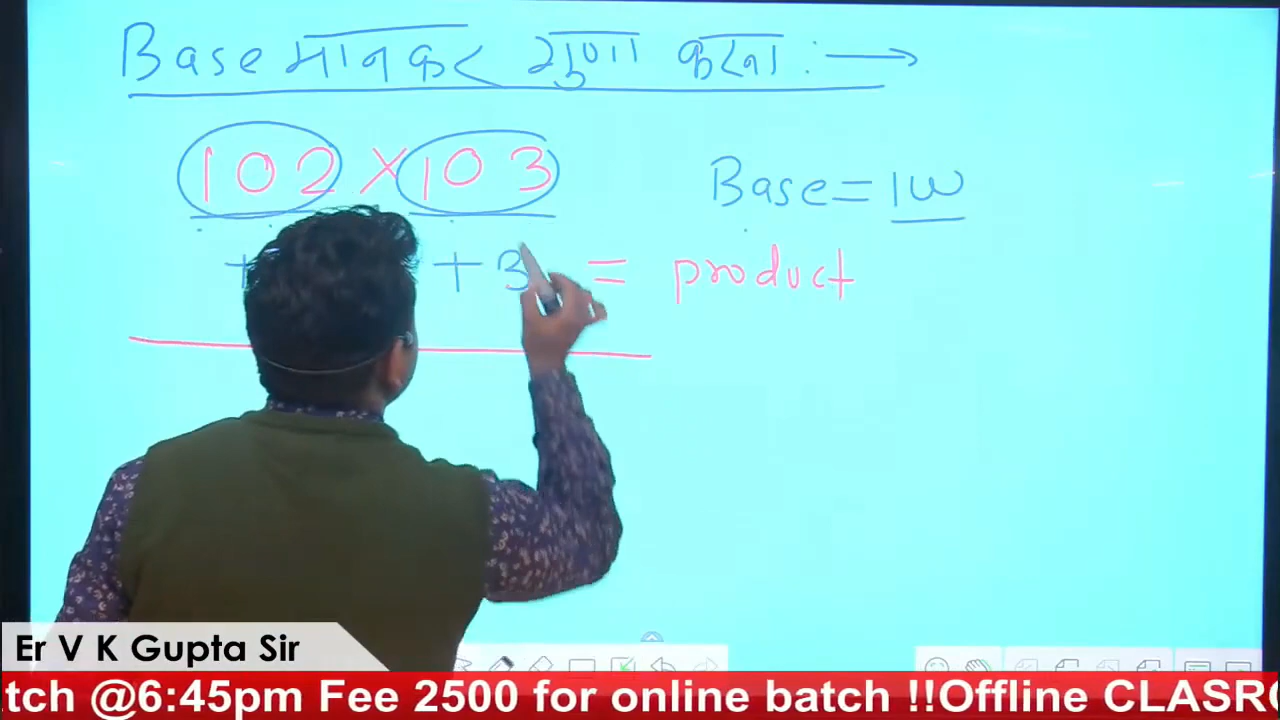 Base मानकर गुणा करना :→
102 × 103 Base = 100
+ + 3 = product
Er V K Gupta Sir
tch @6:45pm Fee 2500 for online batch !!Offline CLASR